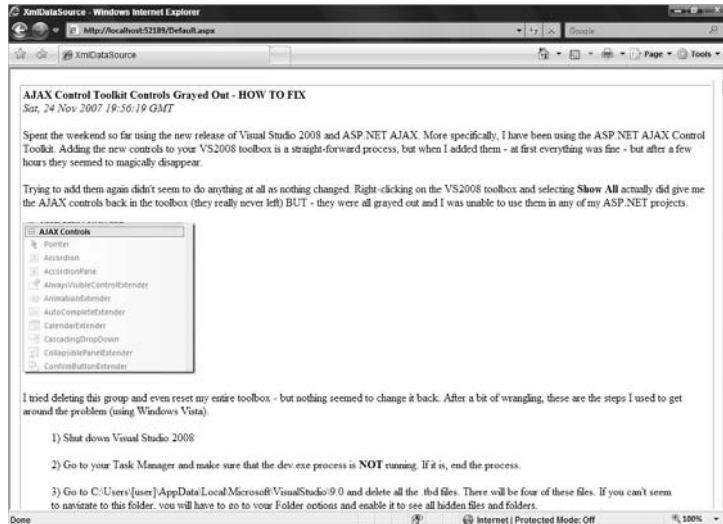 XmlDataSource - Windows Internet Explorer
http://localhost:52189/Default.aspx
Google
XmlDataSource
Page
Tools
AJAX Control Toolkit Controls Grayed Out - HOW TO FIX
Sat, 24 Nov 2007 19:56:19 GMT
Spent the weekend so far using the new release of Visual Studio 2008 and ASP.NET AJAX. More specifically, I have been using the ASP.NET AJAX Control
Toolkit. Adding the new controls to your VS2008 toolbox is a straight-forward process, but when I added them - at first everything was fine - but after a few
hours they seemed to magically disappear.
Trying to add them again didn't seem to do anything at all as nothing changed. Right-clicking on the VS2008 toolbox and selecting Show All actually did give me
the AJAX controls back in the toolbox (they really never left) BUT - they were all grayed out and I was unable to use them in any of my ASP.NET projects.
AJAX Controls
Pointer
Accordion
AccordionPane
AlwaysVisibleControlExtender
AnimationExtender
AutoCompleteExtender
CalendarExtender
CascadingDropDown
CollapsiblePanelExtender
ConfirmButtonExtender
I tried deleting this group and even reset my entire toolbox - but nothing seemed to change it back. After a bit of wrangling, these are the steps I used to get
around the problem (using Windows Vista).
1) Shut down Visual Studio 2008
2) Go to your Task Manager and make sure that the dev.exe process is NOT running. If it is, end the process.
3) Go to C:\Users\[user]\AppData\Local\Microsoft\VisualStudio\9.0 and delete all the .tbd files. There will be four of these files. If you can't seem
to navigate to this folder, you will have to go to your Folder options and enable it to see all hidden files and folders.
Done
Internet | Protected Mode: Off
100%